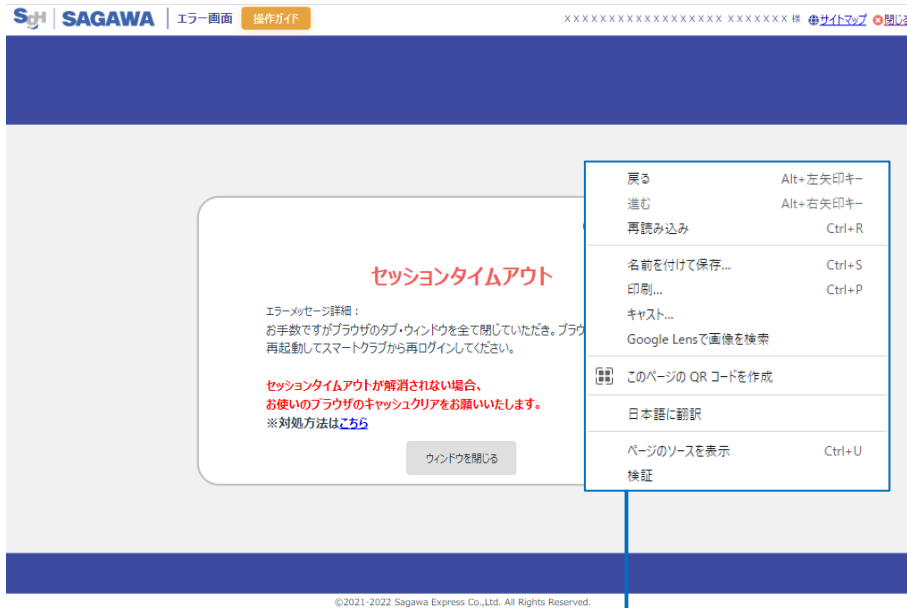 SGH SAGAWA エラー画面 操作ガイド XXXXXXXXXXXXXXXXXX XXXXXXX 様 サイトマップ 閉じる
セッションタイムアウト
エラーメッセージ詳細：
お手数ですがブラウザのタブ・ウィンドウを全て閉じていただき。ブラウ
再起動してスマートクラブから再ログインしてください。
セッションタイムアウトが解消されない場合、
お使いのブラウザのキャッシュクリアをお願いいたします。
※対処方法はこちら
ウィンドウを閉じる
戻る Alt+左矢印キー
進む Alt+右矢印キー
再読み込み Ctrl+R
名前を付けて保存... Ctrl+S
印刷... Ctrl+P
キャスト...
Google Lensで画像を検索
このページの QR コードを作成
日本語に翻訳
ページのソースを表示 Ctrl+U
検証
©2021-2022 Sagawa Express Co.,Ltd. All Rights Reserved.